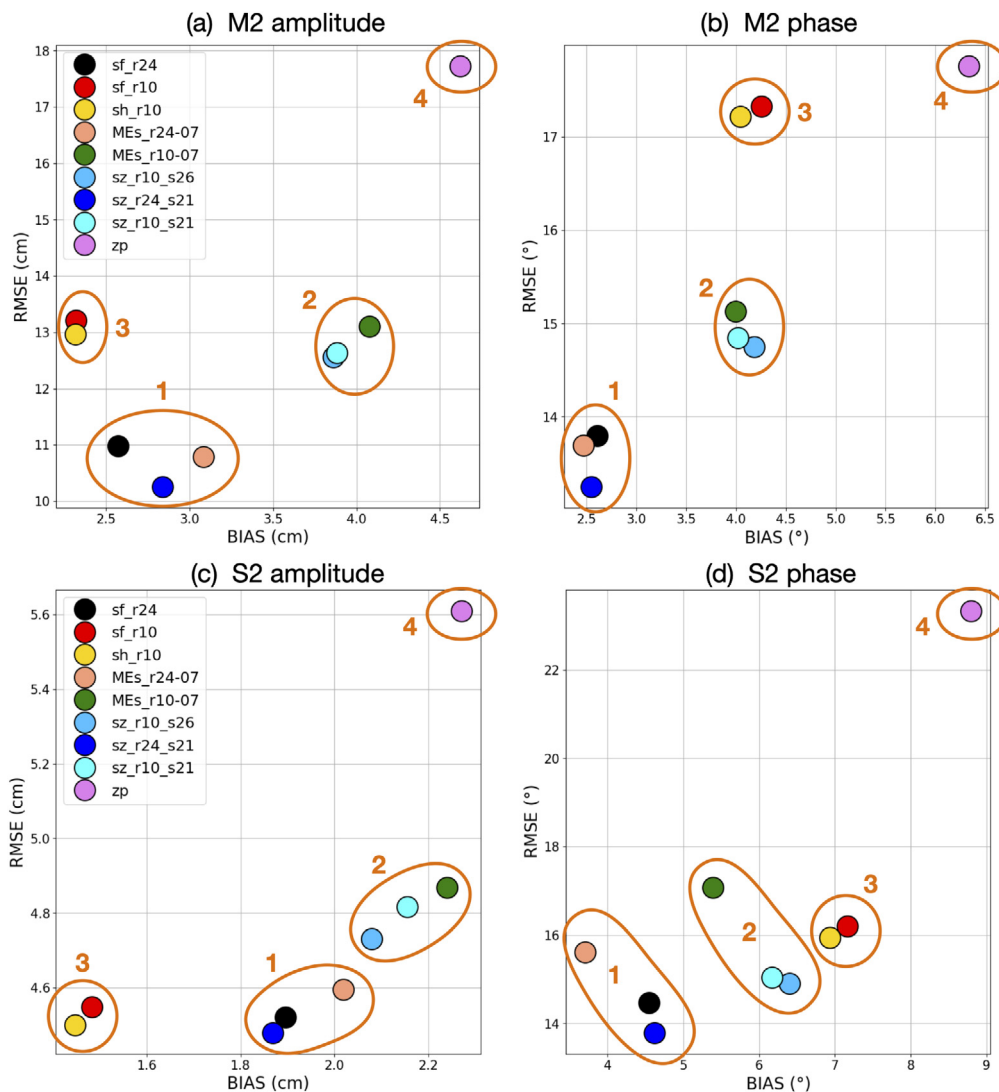 (a) M2 amplitude
18
17
16
15
14
13
12
11
10
RMSE (cm)
sf_r24
sf_r10
sh_r10
MEs_r24-07
MEs_r10-07
sz_r10_s26
sz_r24_s21
sz_r10_s21
zp
4
2
3
1
2.5 3.0 3.5 4.0 4.5
BIAS (cm)
(b) M2 phase
17
16
15
14
RMSE (°)
4
3
2
1
2.5 3.0 3.5 4.0 4.5 5.0 5.5 6.0 6.5
BIAS (°)
(c) S2 amplitude
5.6
5.4
5.2
5.0
4.8
4.6
RMSE (cm)
sf_r24
sf_r10
sh_r10
MEs_r24-07
MEs_r10-07
sz_r10_s26
sz_r24_s21
sz_r10_s21
zp
4
2
3
1
1.6 1.8 2.0 2.2
BIAS (cm)
(d) S2 phase
22
20
18
16
14
RMSE (°)
4
3
2
1
4 5 6 7 8 9
BIAS (°)